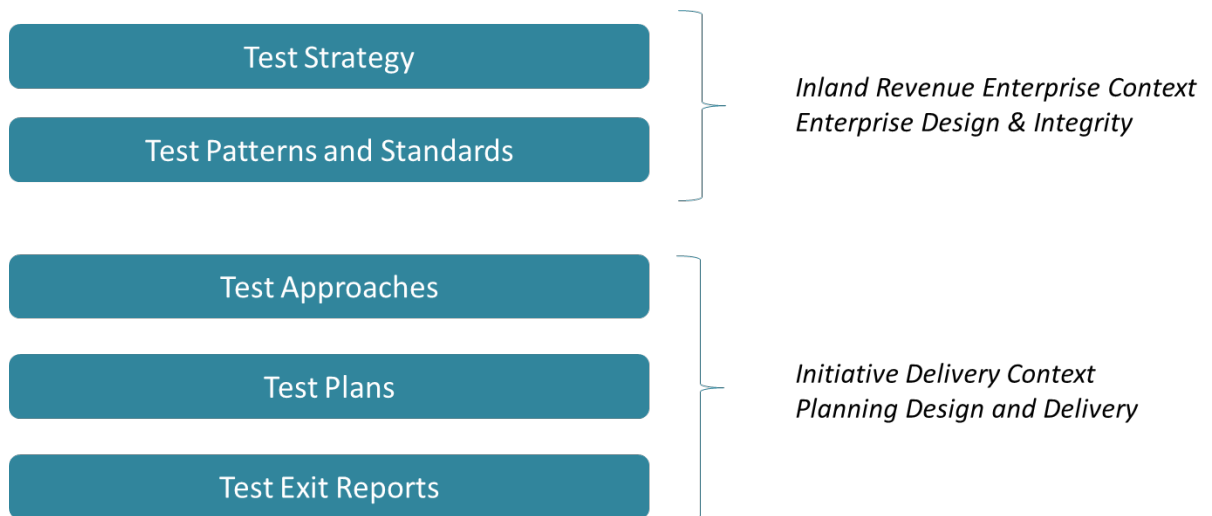 Test Strategy
Test Patterns and Standards
Inland Revenue Enterprise Context
Enterprise Design & Integrity
Test Approaches
Test Plans
Test Exit Reports
Initiative Delivery Context
Planning Design and Delivery